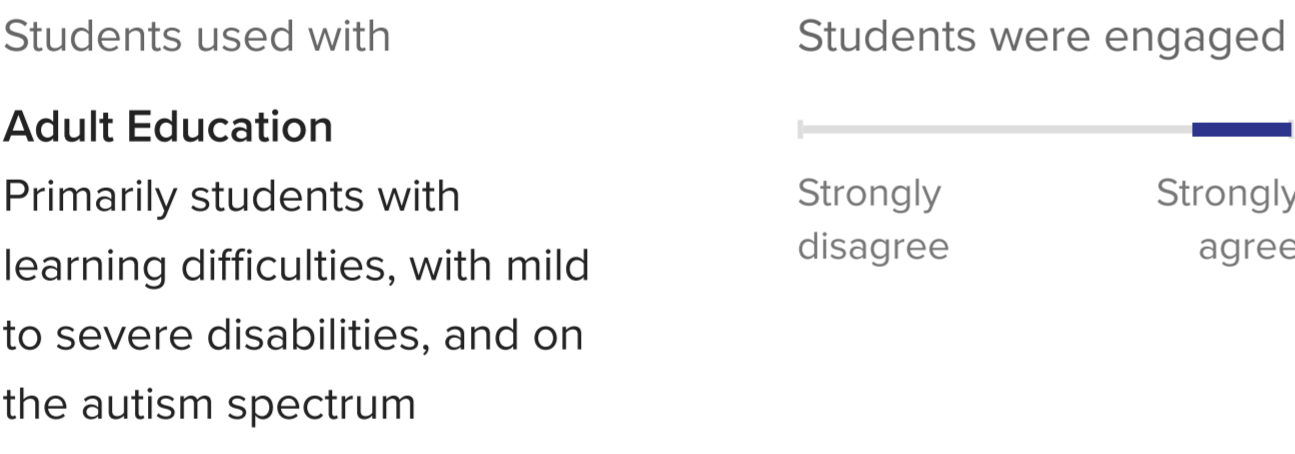 Students used with
Adult Education
Primarily students with
learning difficulties, with mild
to severe disabilities, and on
the autism spectrum
Students were engaged
Strongly
disagree
Strongly
agree